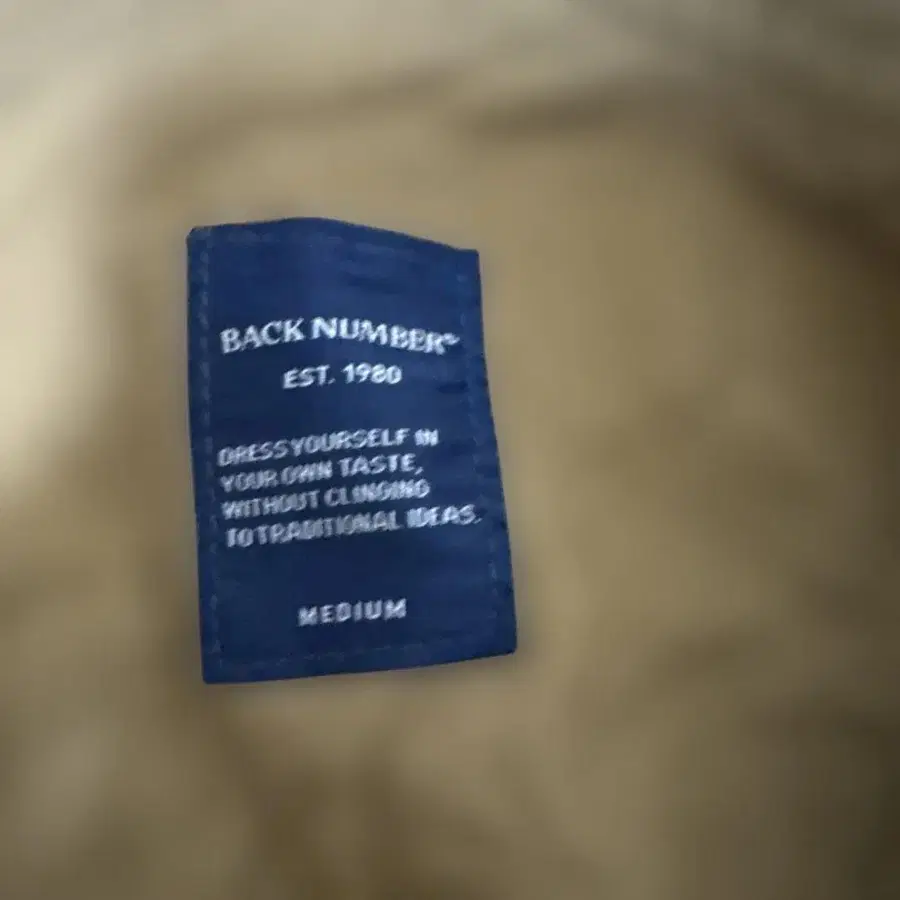 BACK NUMBER®
EST. 1980
DRESS YOURSELF IN
YOUR OWN TASTE,
WITHOUT CLINGING
TO TRADITIONAL IDEAS.
MEDIUM